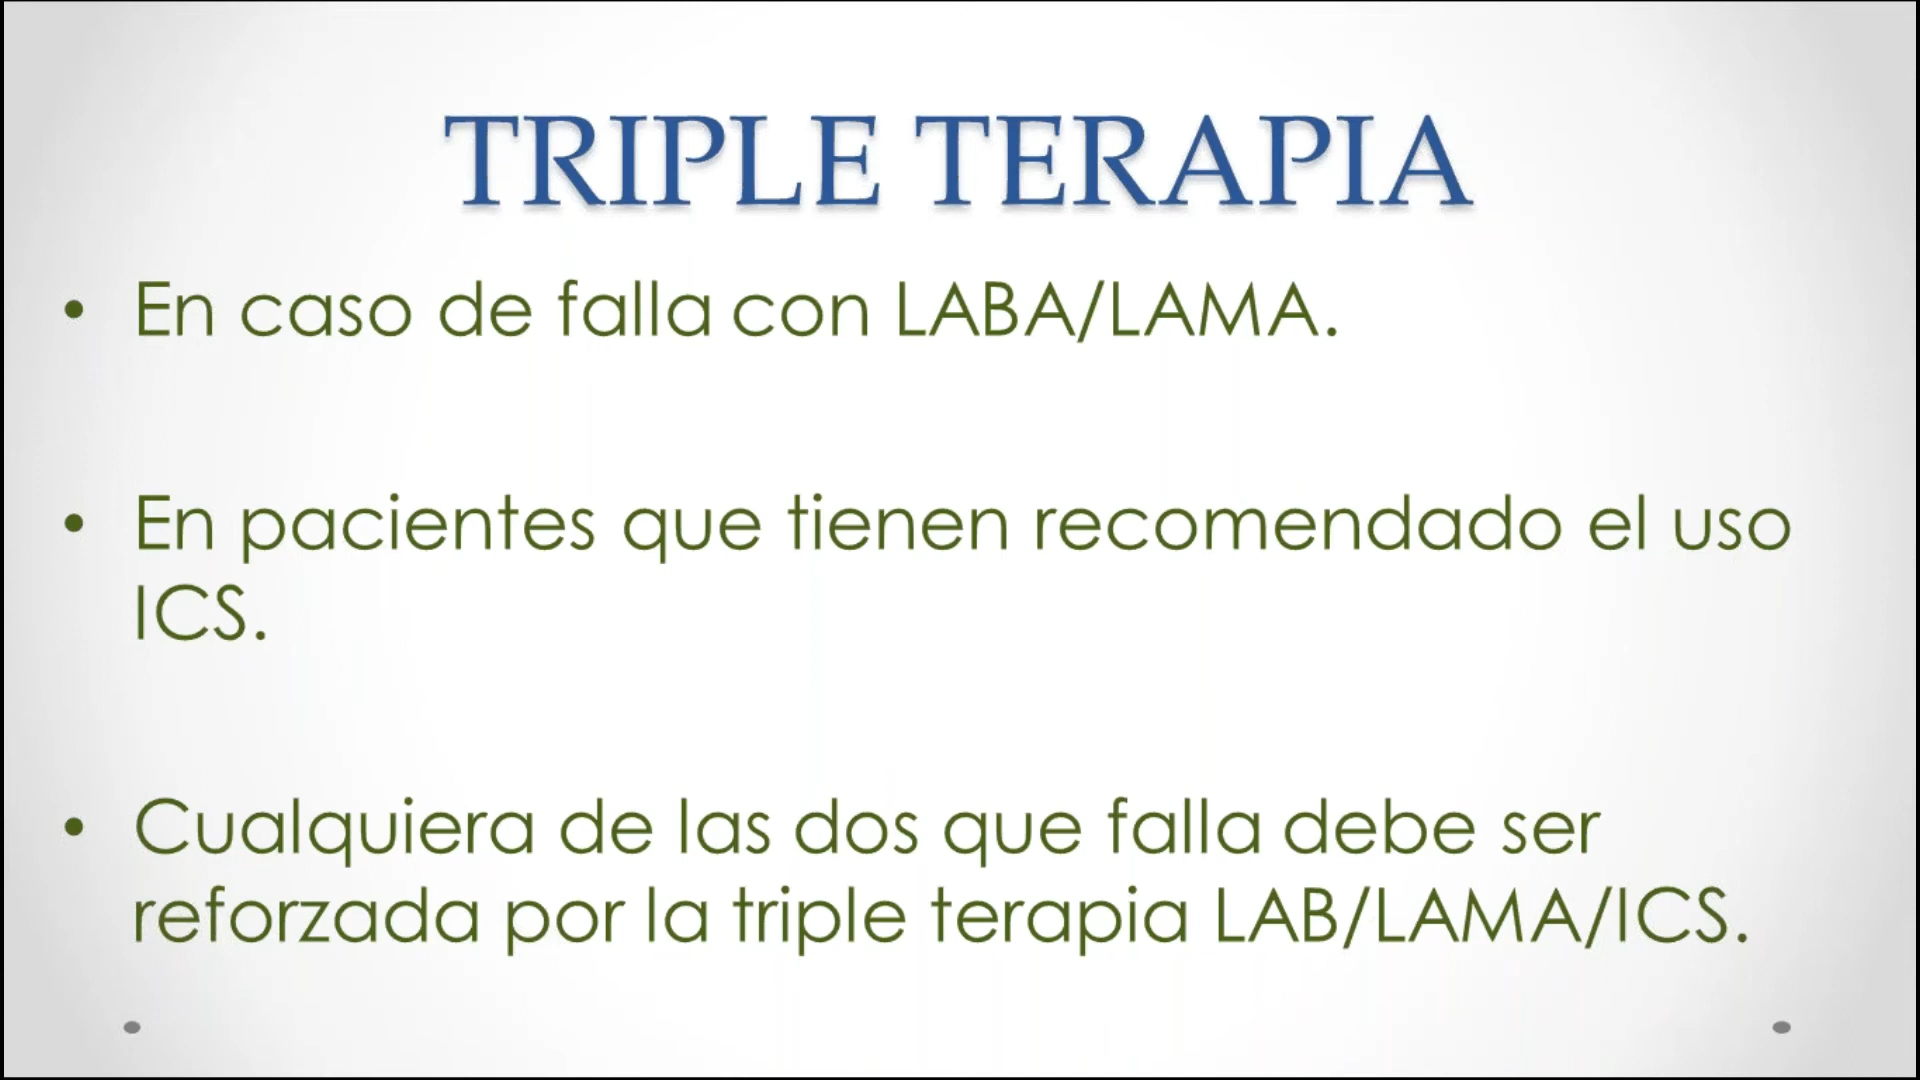 TRIPLE TERAPIA
• En caso de falla con LABA/LAMA.
• En pacientes que tienen recomendado el uso
ICS.
• Cualquiera de las dos que falla debe ser
reforzada por la triple terapia LAB/LAMA/ICS.